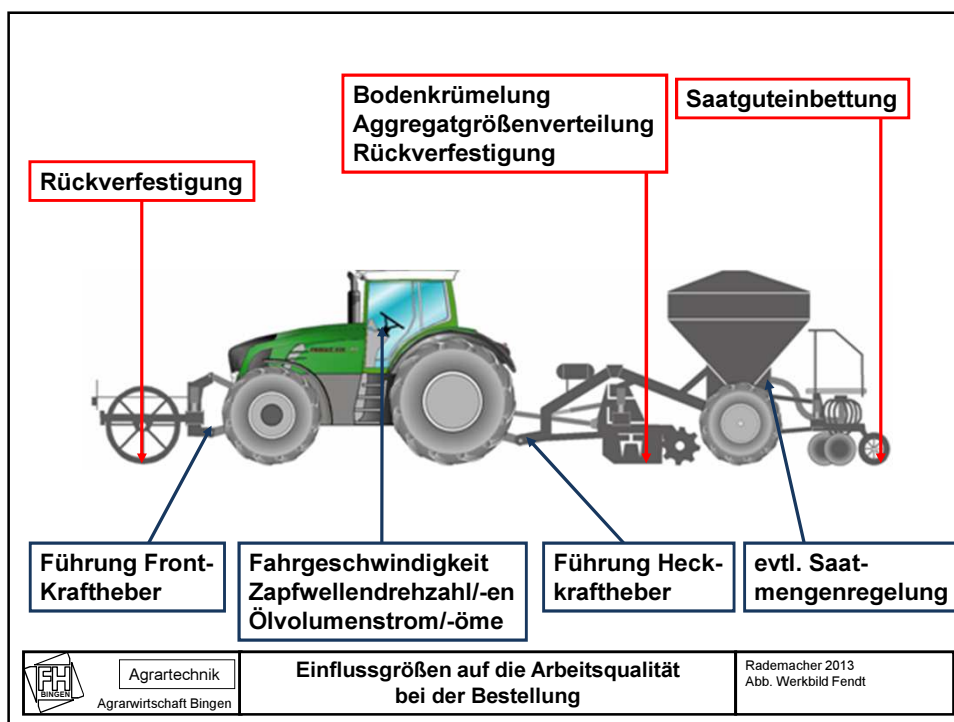 Bodenkrümelung
Aggregatgrößenverteilung
Rückverfestigung
Saatguteinbettung
Rückverfestigung
Führung Front-
Kraftheber
Fahrgeschwindigkeit
Zapfwellendrehzahl/-en
Ölvolumenstrom/-öme
Führung Heck-
kraftheber
evtl. Saat-
mengenregelung
FH
BINGEN
Agrartechnik
Agrarwirtschaft Bingen
Einflussgrößen auf die Arbeitsqualität
bei der Bestellung
Rademacher 2013
Abb. Werkbild Fendt